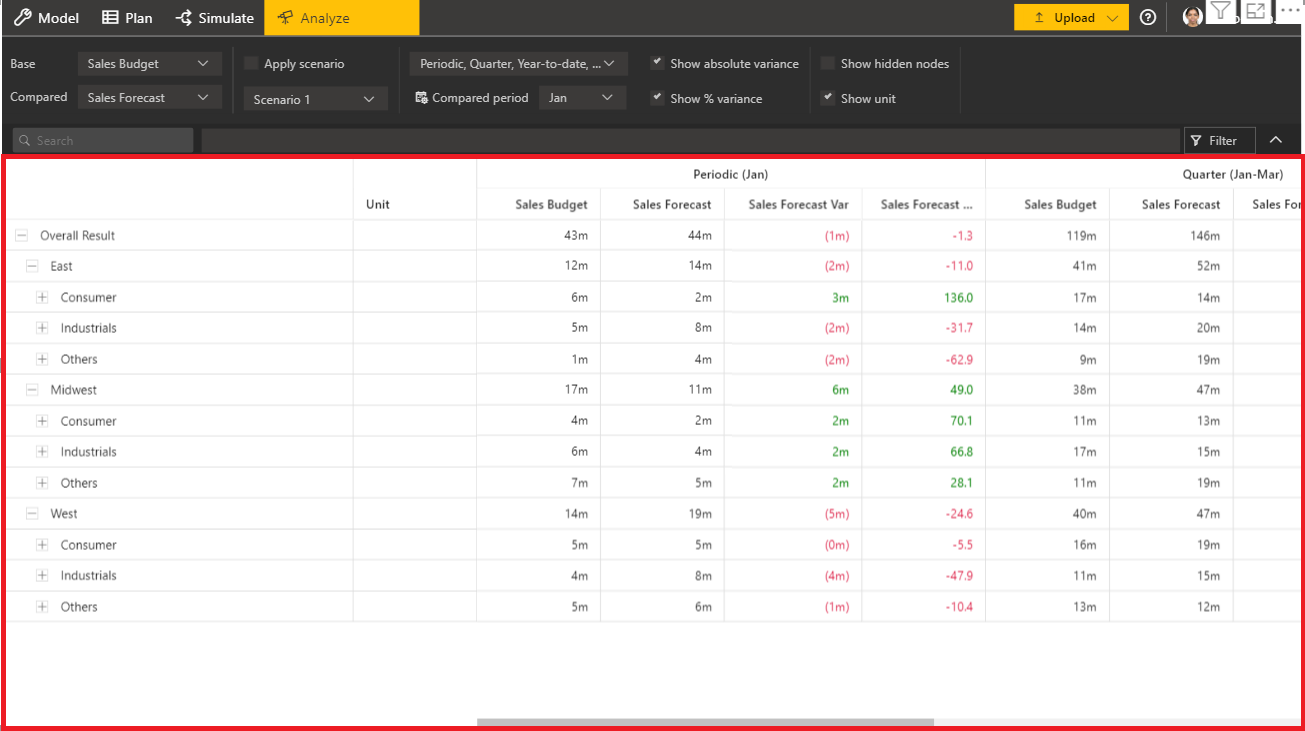 Model Plan Simulate Analyze Upload
Base Sales Budget Apply scenario Periodic, Quarter, Year-to-date, ... Show absolute variance Show hidden nodes
Compared Sales Forecast Scenario 1 Compared period Jan Show % variance Show unit
Search Filter
Periodic (Jan) Quarter (Jan-Mar)
Unit Sales Budget Sales Forecast Sales Forecast Var Sales Forecast ... Sales Budget Sales Forecast Sales For
Overall Result 43m 44m (1m) -1.3 119m 146m
East 12m 14m (2m) -11.0 41m 52m
Consumer 6m 2m 3m 136.0 17m 14m
Industrials 5m 8m (2m) -31.7 14m 20m
Others 1m 4m (2m) -62.9 9m 19m
Midwest 17m 11m 6m 49.0 38m 47m
Consumer 4m 2m 2m 70.1 11m 13m
Industrials 6m 4m 2m 66.8 17m 15m
Others 7m 5m 2m 28.1 11m 19m
West 14m 19m (5m) -24.6 40m 47m
Consumer 5m 5m (0m) -5.5 16m 19m
Industrials 4m 8m (4m) -47.9 11m 15m
Others 5m 6m (1m) -10.4 13m 12m